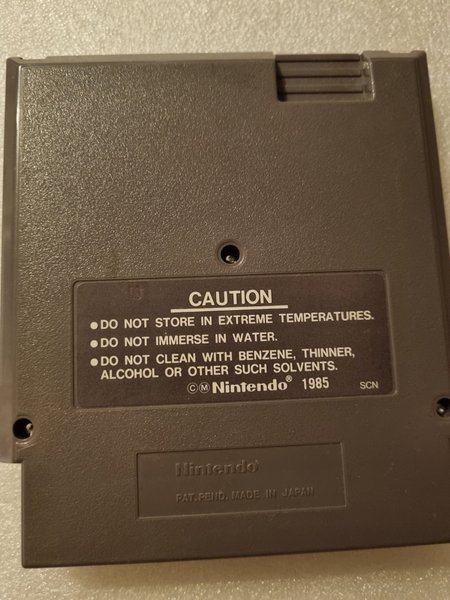 CAUTION
●DO NOT STORE IN EXTREME TEMPERATURES.
●DO NOT IMMERSE IN WATER.
●DO NOT CLEAN WITH BENZENE, THINNER,
ALCOHOL OR OTHER SUCH SOLVENTS.
ⒸⓂ Nintendo® 1985 SCN
Nintendo®
PAT. PEND. MADE IN JAPAN